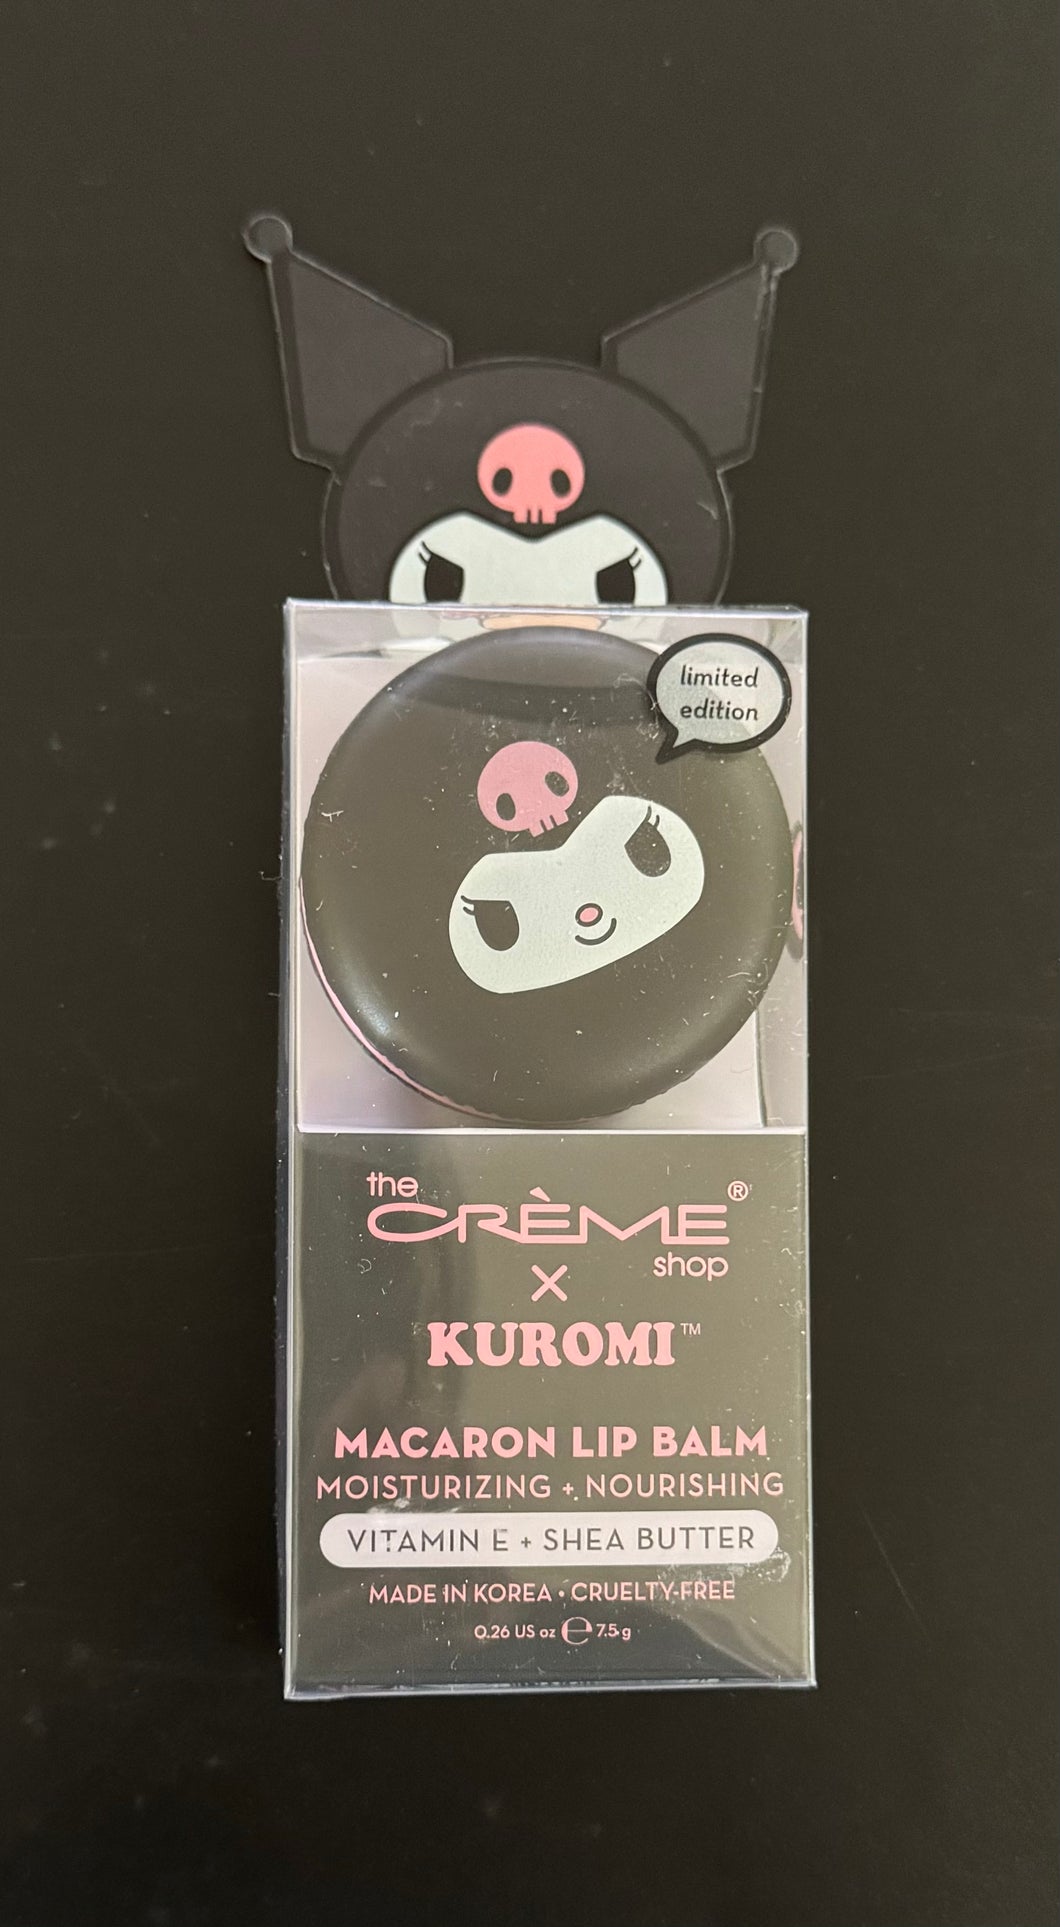 limited
edition
the
CRÈME®
shop
X
KUROMI™
MACARON LIP BALM
MOISTURIZING + NOURISHING
VITAMIN E + SHEA BUTTER
MADE IN KOREA • CRUELTY-FREE
0.26 US oz ℮ 7.5 g